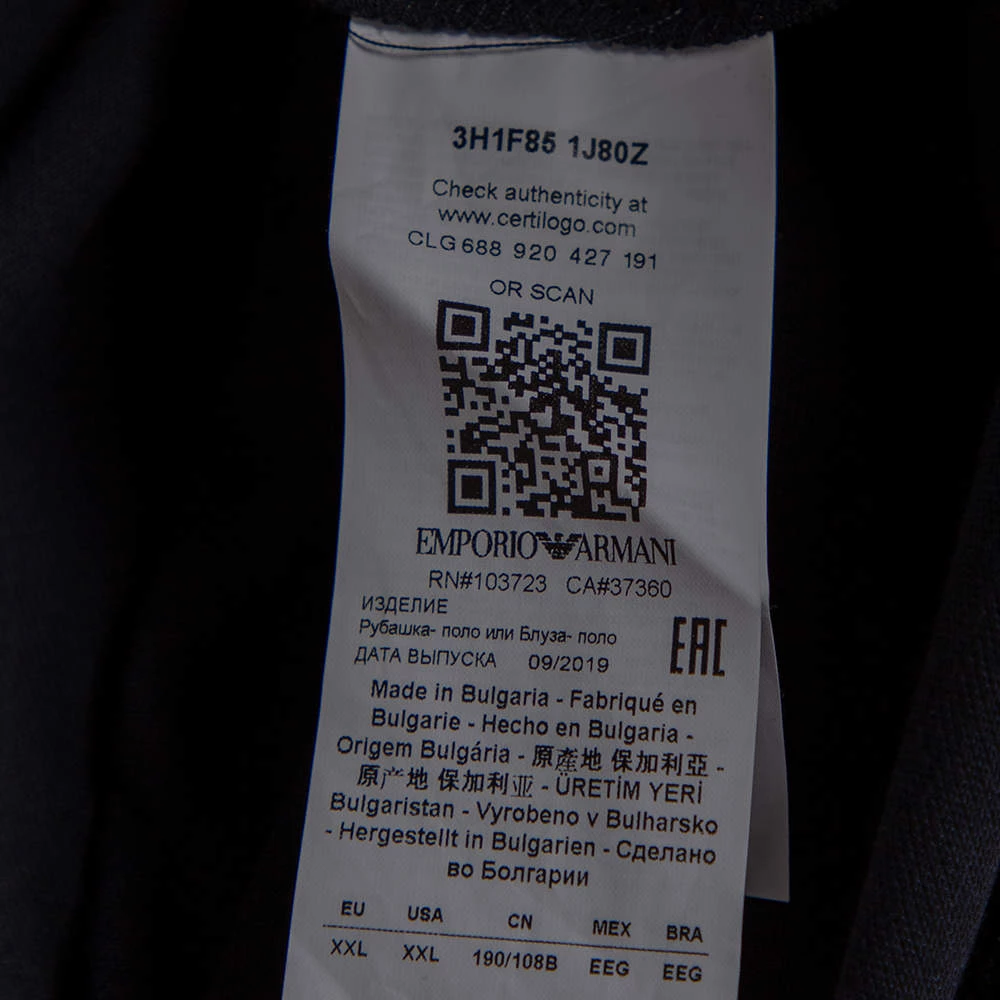 3H1F85 1J80Z
Check authenticity at
www.certilogo.com
CLG 688 920 427 191
OR SCAN
EMPORIO ARMANI
RN#103723 CA#37360
ИЗДЕЛИЕ
Рубашка- поло или Блуза- поло
ДАТА ВЫПУСКА 09/2019
EAC
Made in Bulgaria - Fabriqué en
Bulgarie - Hecho en Bulgaria -
Origem Bulgária - 原產地 保加利亞 -
原产地 保加利亚 - ÜRETİM YERİ
Bulgaristan - Vyrobeno v Bulharsko
- Hergestellt in Bulgarien - Сделано
во Болгарии
EU USA CN MEX BRA
XXL XXL 190/108B EEG EEG